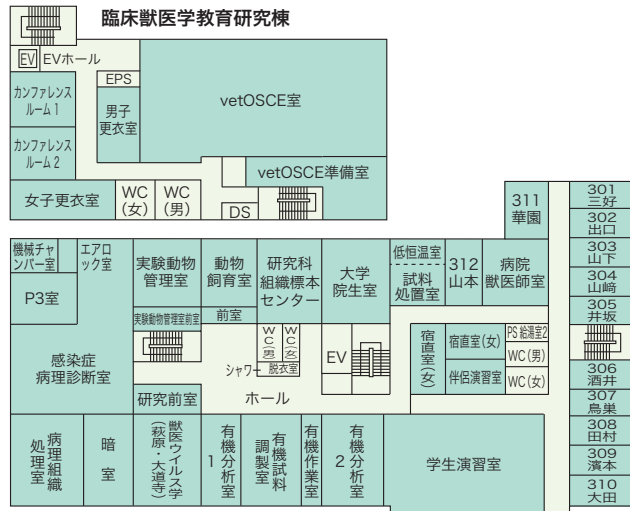 臨床獣医学教育研究棟
EV
EVホール
カンファレンス
ルーム1
カンファレンス
ルーム2
EPS
男子
更衣室
vetOSCE室
vetOSCE準備室
女子更衣室
WC
(女)
WC
(男)
DS
311
華園
301
三好
302
出口
303
山下
304
山﨑
305
井坂
306
酒井
307
鳥巣
308
田村
309
濱本
310
大田
機械チャ
ンバー室
エアロ
ック室
P3室
実験動物
管理室
実験動物管理室前室
動物
飼育室
前室
研究科
組織標本
センター
大学
院生室
低恒温室
試料
処置室
312
山本
病院
獣医師室
感染症
病理診断室
WC(男)
WC(女)
シャワー
脱衣室
EV
宿直室(女)
宿直室(女)
PS
給湯室2
WC(男)
伴侶演習室
WC(女)
研究前室
ホール
病理組織
処理室
暗室
獣医ウイルス学
(萩原・大道寺)
有機分析室
1
有機試料
調製室
有機作業室
有機分析室
2
学生演習室